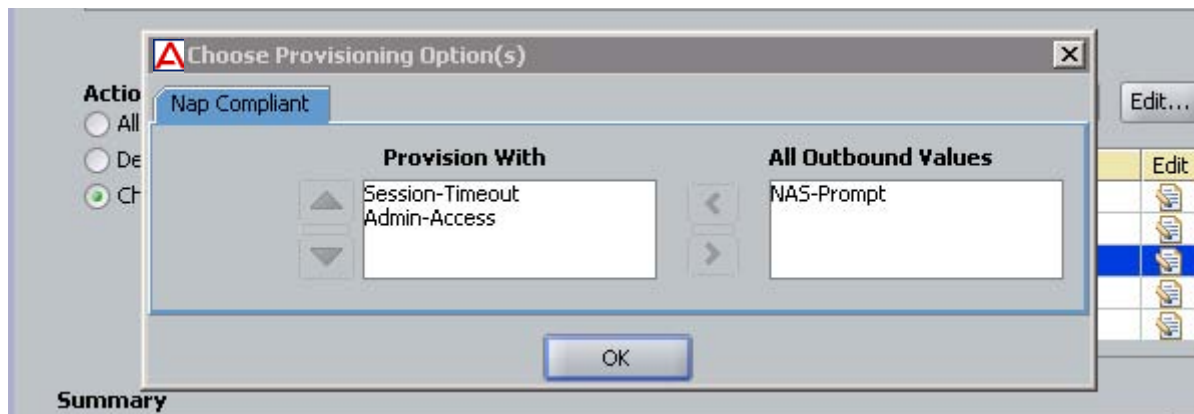 Choose Provisioning Option(s)
Nap Compliant
Provision With
Session-Timeout
Admin-Access
All Outbound Values
NAS-Prompt
OK
Actio
All
De
Ch
Edit...
Edit
Summary